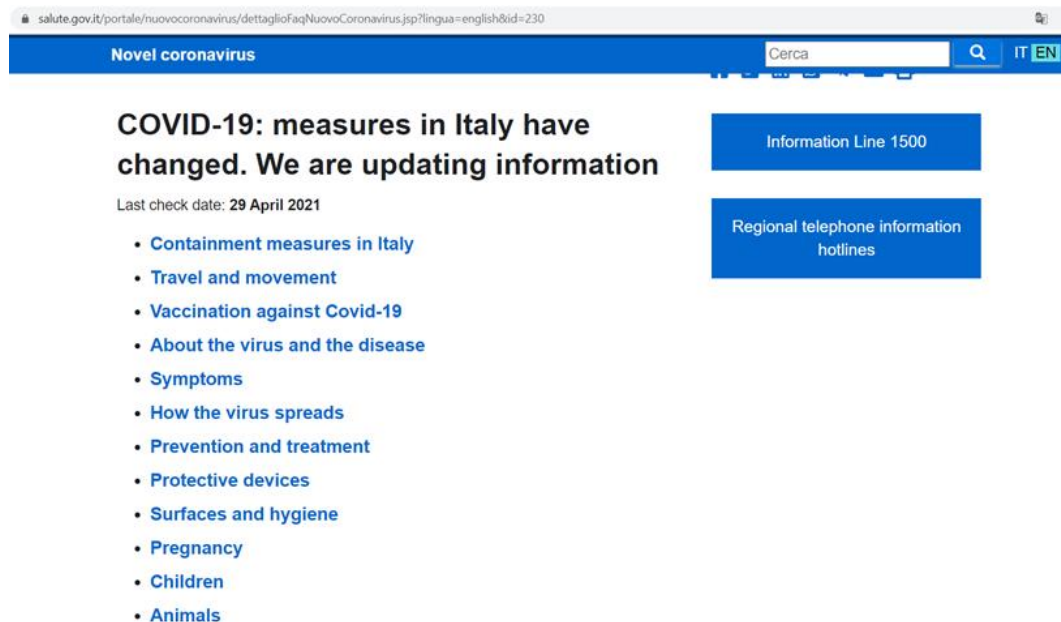 salute.gov.it/portale/nuovocoronavirus/dettaglioFaqNuovoCoronavirus.jsp?lingua=english&id=230
Novel coronavirus
Cerca
IT EN
COVID-19: measures in Italy have
changed. We are updating information
Last check date: 29 April 2021
• Containment measures in Italy
• Travel and movement
• Vaccination against Covid-19
• About the virus and the disease
• Symptoms
• How the virus spreads
• Prevention and treatment
• Protective devices
• Surfaces and hygiene
• Pregnancy
• Children
• Animals
Information Line 1500
Regional telephone information
hotlines